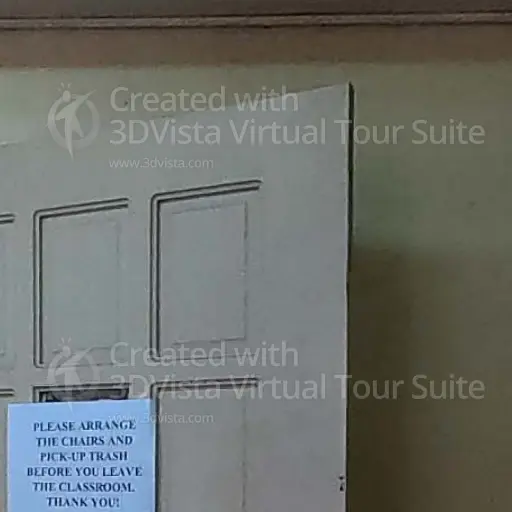 Created with
3DVista Virtual Tour Suite
www.3dvista.com
Created with
3DVista Virtual Tour Suite
www.3dvista.com
PLEASE ARRANGE
THE CHAIRS AND
PICK-UP TRASH
BEFORE YOU LEAVE
THE CLASSROOM.
THANK YOU!